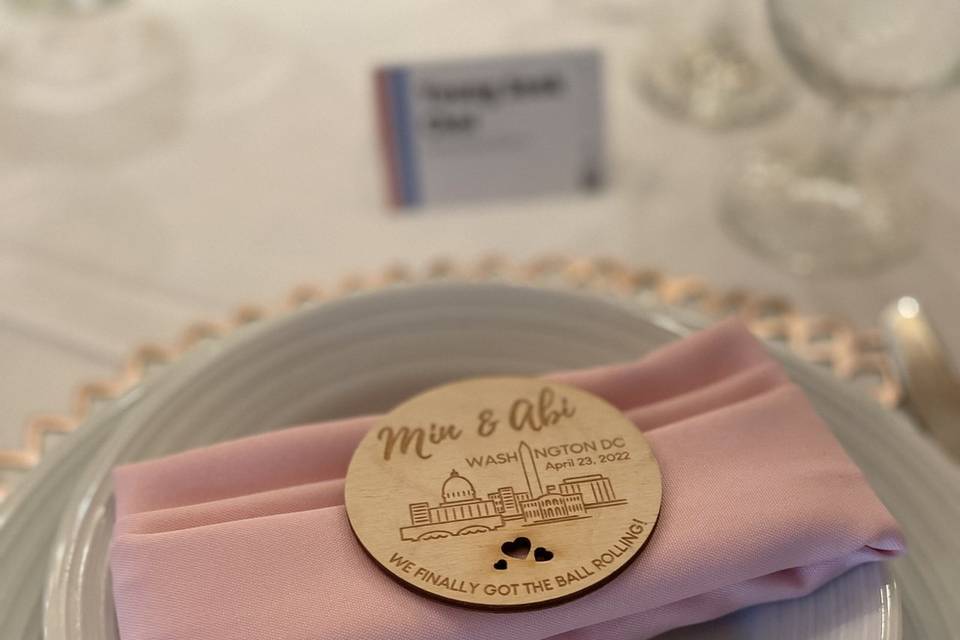 Min & Abi
WASHINGTON DC
April 23, 2022
WE FINALLY GOT THE BALL ROLLING!